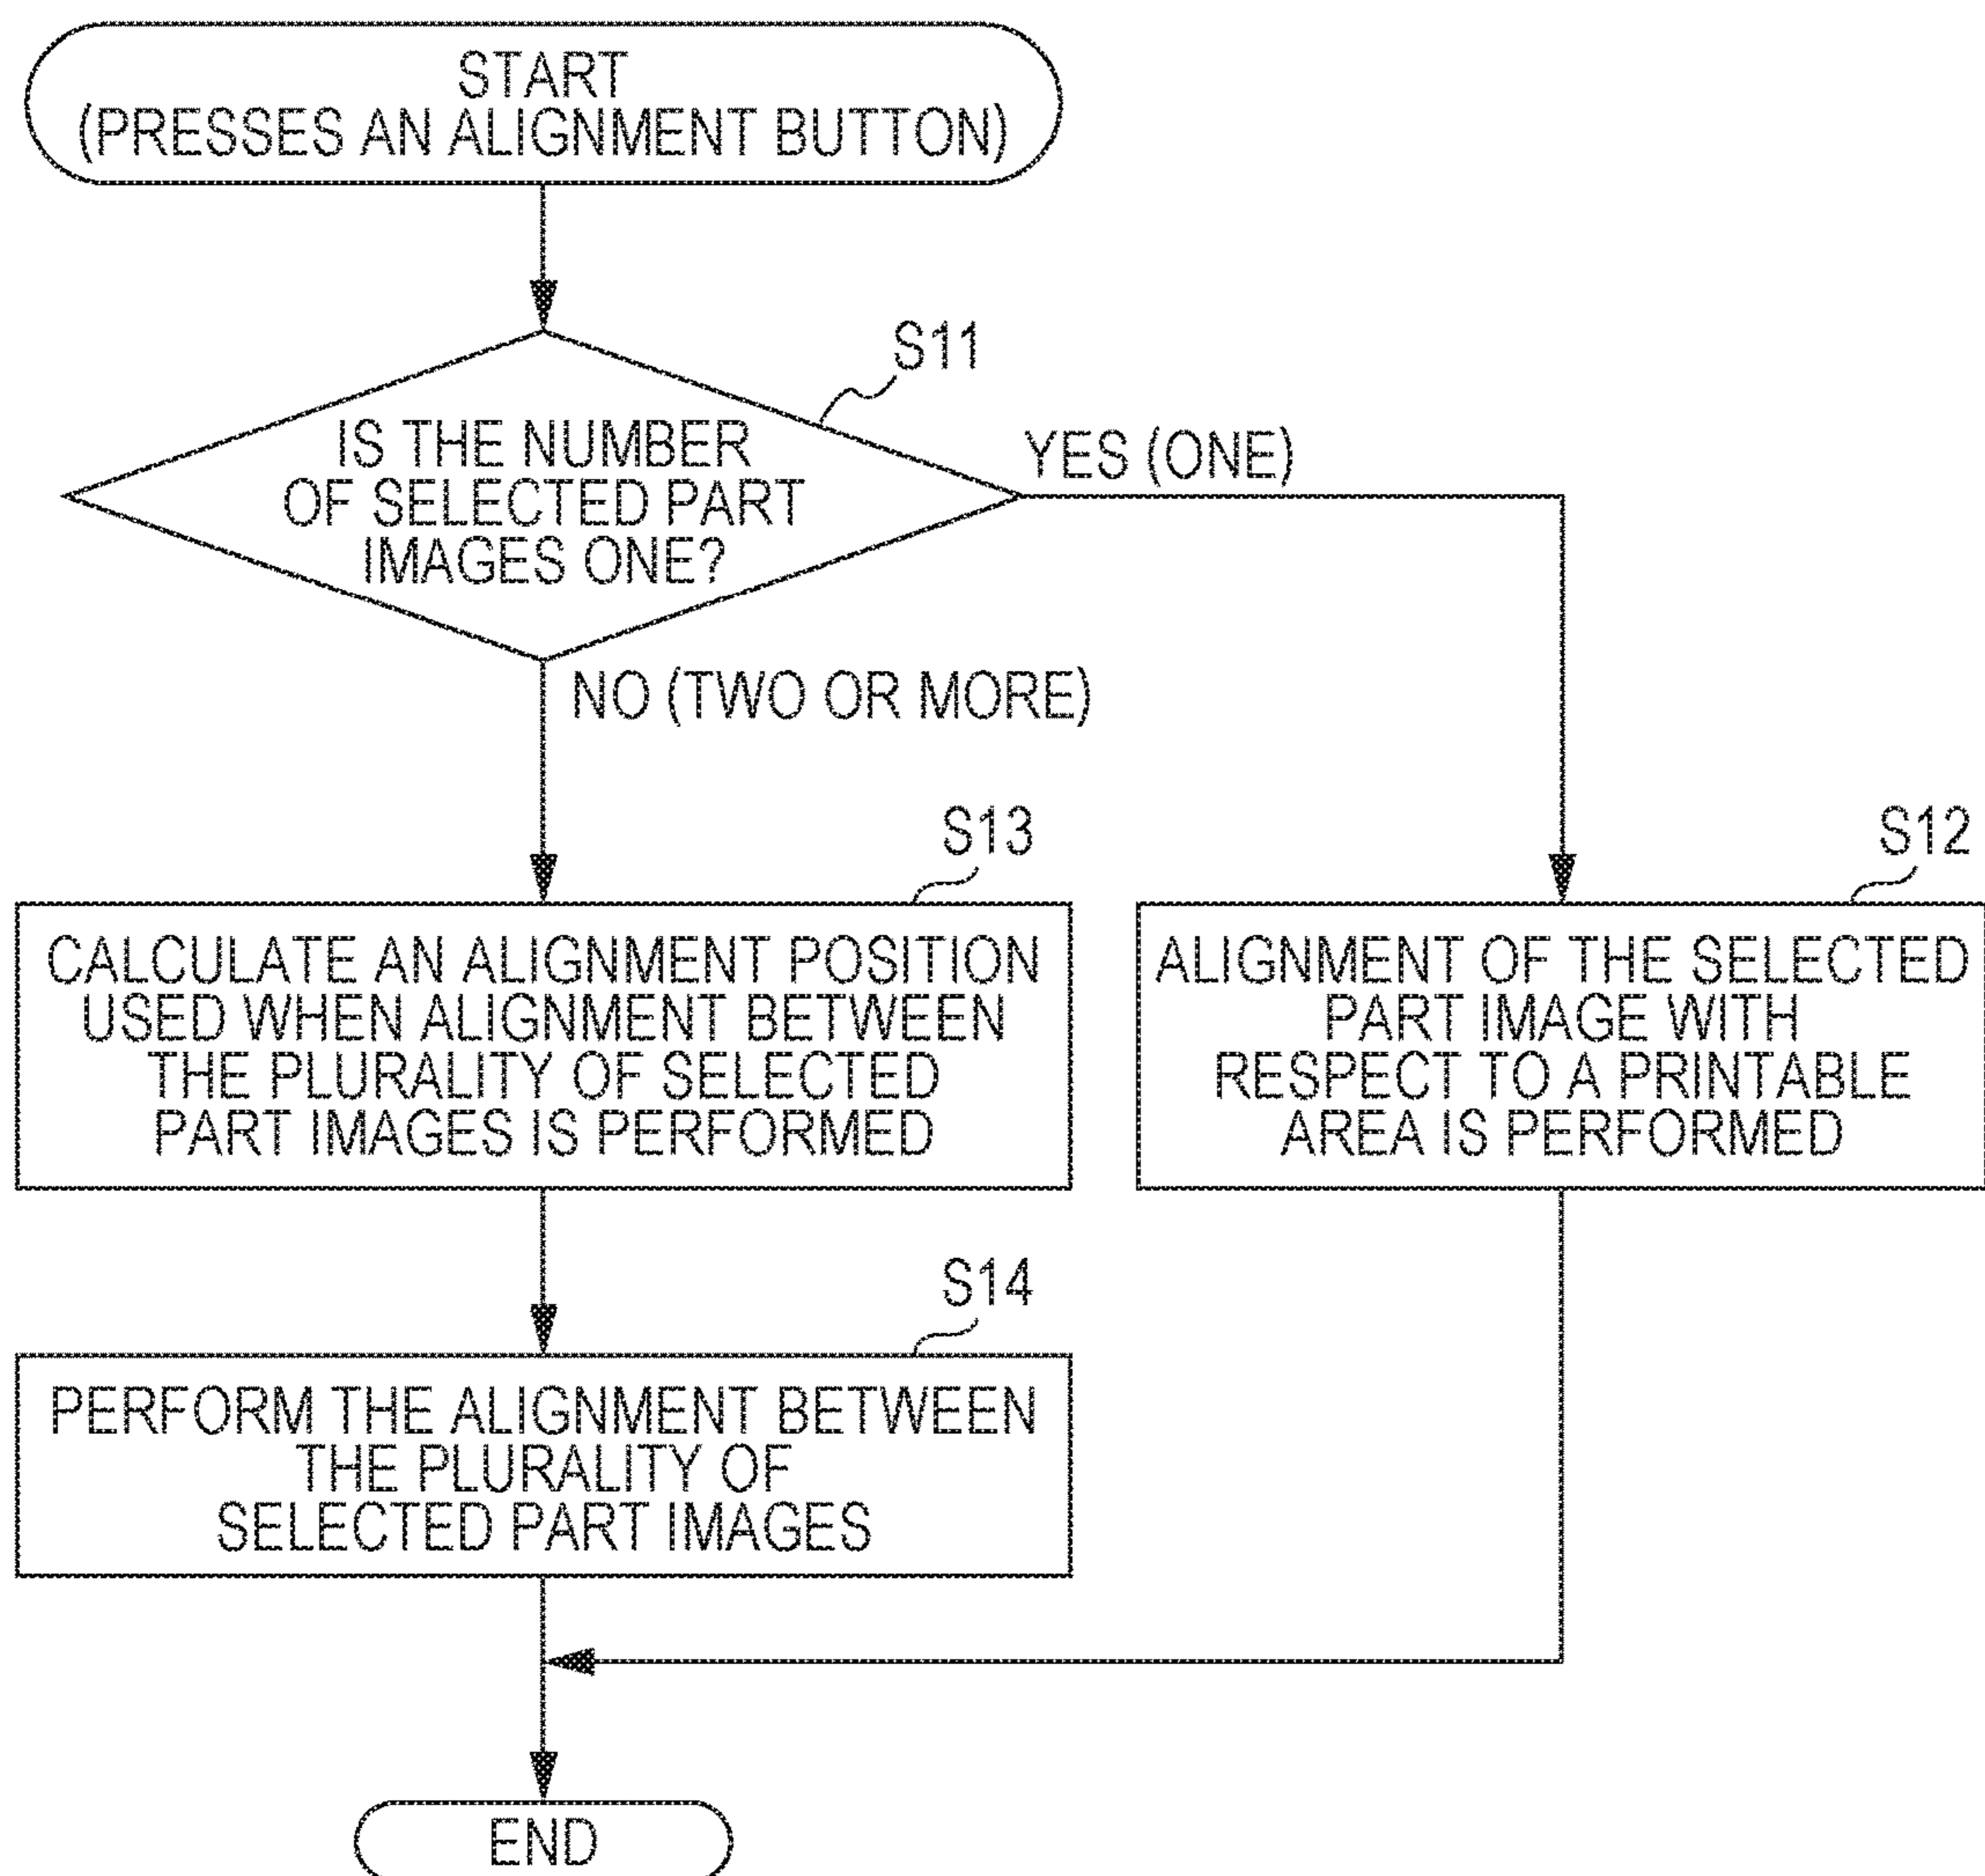 START
(PRESSES AN ALIGNMENT BUTTON)
S11
IS THE NUMBER
OF SELECTED PART
IMAGES ONE?
YES (ONE)
NO (TWO OR MORE)
S13
CALCULATE AN ALIGNMENT POSITION
USED WHEN ALIGNMENT BETWEEN
THE PLURALITY OF SELECTED
PART IMAGES IS PERFORMED
S12
ALIGNMENT OF THE SELECTED
PART IMAGE WITH
RESPECT TO A PRINTABLE
AREA IS PERFORMED
S14
PERFORM THE ALIGNMENT BETWEEN
THE PLURALITY OF
SELECTED PART IMAGES
END